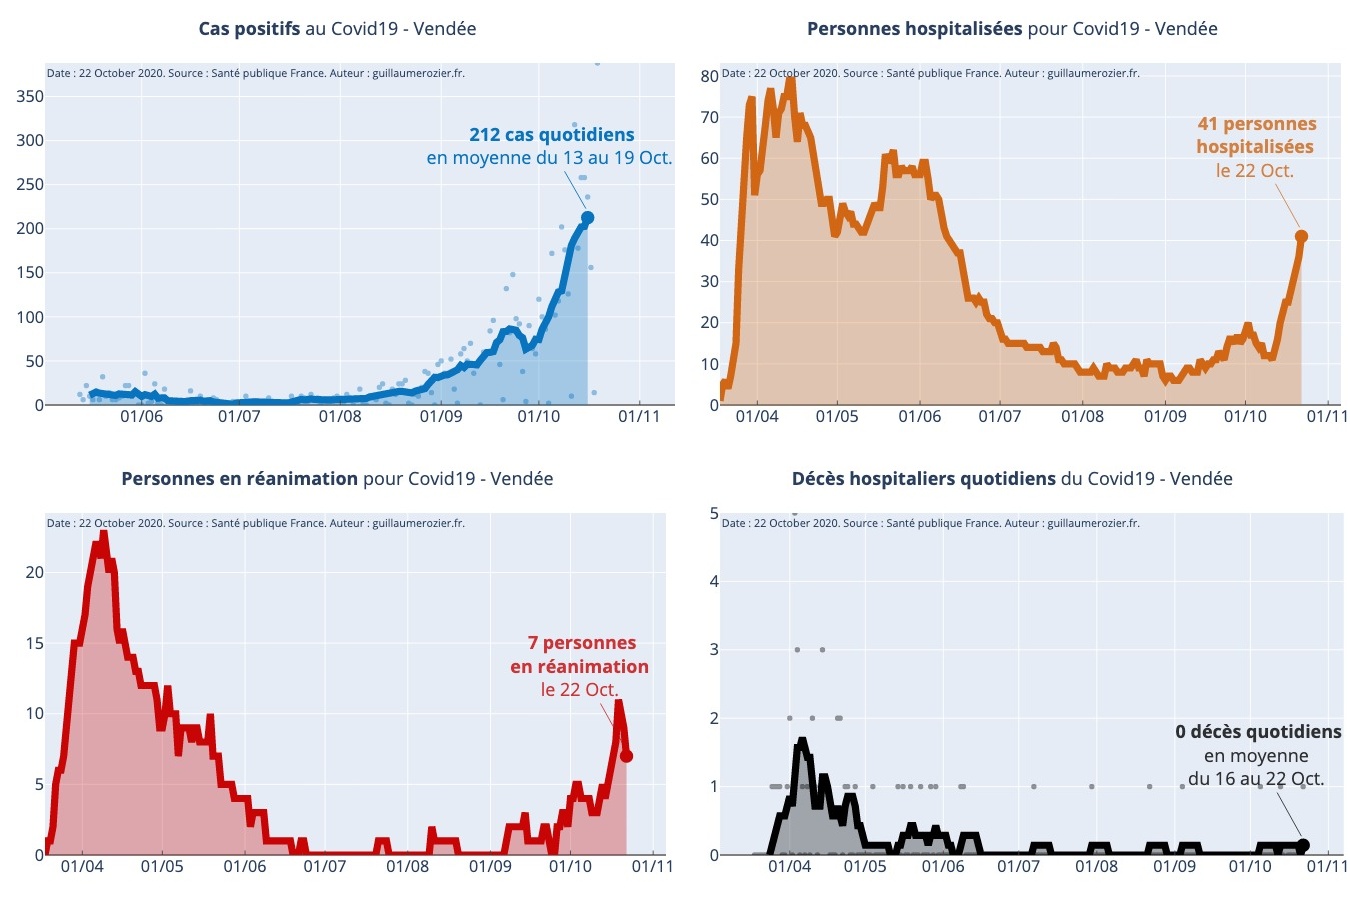 Cas positifs au Covid19 - Vendée
Date : 22 October 2020. Source : Santé publique France. Auteur : guillaumerozier.fr.
350
300
250
200
150
100
50
0
212 cas quotidiens
en moyenne du 13 au 19 Oct.
01/06 01/07 01/08 01/09 01/10 01/11
Personnes hospitalisées pour Covid19 - Vendée
Date : 22 October 2020. Source : Santé publique France. Auteur : guillaumerozier.fr.
80
70
60
50
40
30
20
10
0
41 personnes
hospitalisées
le 22 Oct.
01/04 01/05 01/06 01/07 01/08 01/09 01/10 01/11
Personnes en réanimation pour Covid19 - Vendée
Date : 22 October 2020. Source : Santé publique France. Auteur : guillaumerozier.fr.
20
15
10
5
0
7 personnes
en réanimation
le 22 Oct.
01/04 01/05 01/06 01/07 01/08 01/09 01/10 01/11
Décès hospitaliers quotidiens du Covid19 - Vendée
Date : 22 October 2020. Source : Santé publique France. Auteur : guillaumerozier.fr.
5
4
3
2
1
0
0 décès quotidiens
en moyenne
du 16 au 22 Oct.
01/04 01/05 01/06 01/07 01/08 01/09 01/10 01/11